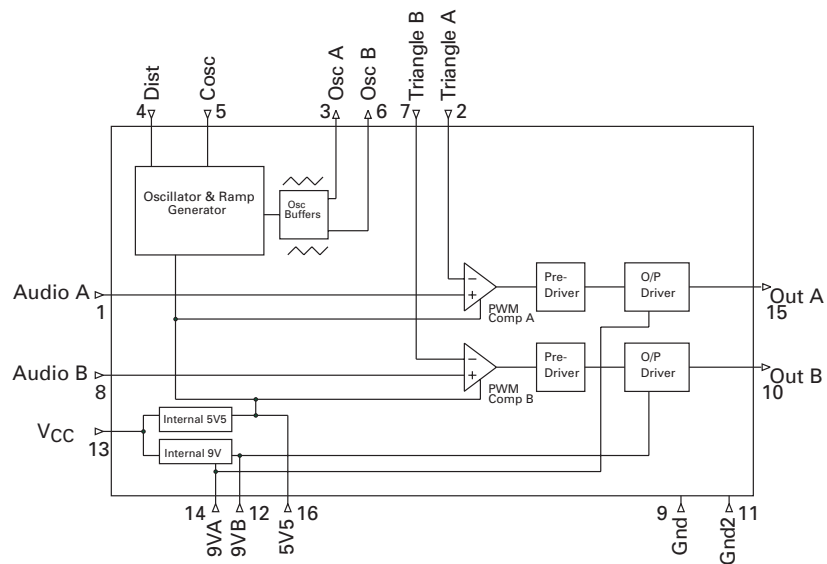 Dist
Cosc
Osc A
Osc B
Triangle B
Triangle A
4
5
3
6
7
2
Oscillator & Ramp
Generator
Osc
Buffers
Audio A
1
PWM
Comp A
Pre-
Driver
O/P
Driver
Out A
15
Audio B
8
PWM
Comp B
Pre-
Driver
O/P
Driver
Out B
10
VCC
13
Internal 5V5
Internal 9V
14
12
16
9
11
9VA
9VB
5V5
Gnd
Gnd2